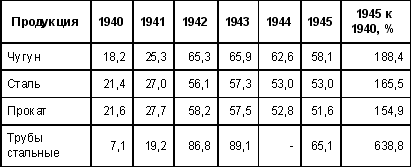 Продукция 1940 1941 1942 1943 1944 1945 1945 к 1940, %
Чугун 18,2 25,3 65,3 65,9 62,6 58,1 188,4
Сталь 21,4 27,0 56,1 57,3 53,0 53,0 165,5
Прокат 21,6 27,7 58,2 57,5 52,8 51,6 154,9
Трубы стальные 7,1 19,2 86,8 89,1 - 65,1 638,8